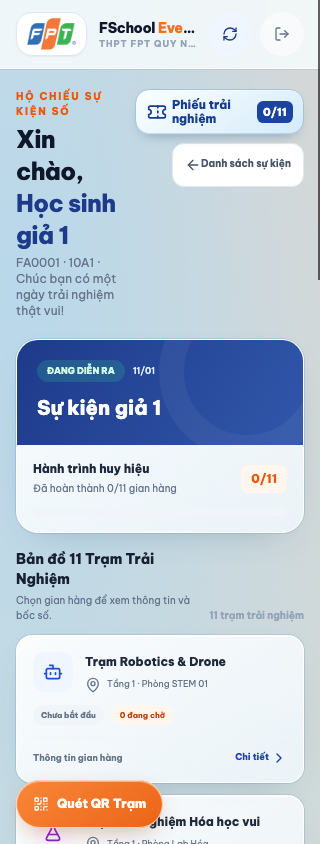 FPT
FSchool Eve...
THPT FPT QUY N...
HỘ CHIẾU SỰ
KIỆN SỐ
Xin
chào,
Học sinh
giả 1
FA0001 · 10A1 ·
Chúc bạn có một
ngày trải nghiệm
thật vui!
Phiếu trải
nghiệm
0/11
Danh sách sự kiện
ĐANG DIỄN RA
11/01
Sự kiện giả 1
Hành trình huy hiệu
Đã hoàn thành 0/11 gian hàng
0/11
Bản đồ 11 Trạm Trải
Nghiệm
Chọn gian hàng để xem thông tin và
bốc số.
11 trạm trải nghiệm
Trạm Robotics & Drone
Tầng 1 · Phòng STEM 01
Chưa bắt đầu
0 đang chờ
Thông tin gian hàng
Chi tiết
Quét QR Trạm
nghiệm Hóa học vui
Tầng 1 · Phòng Lab Hóa